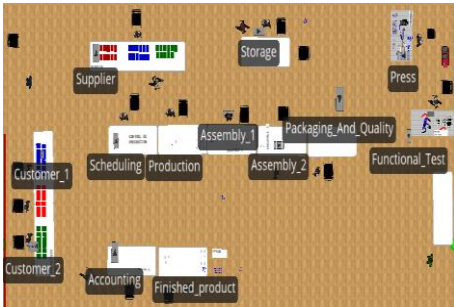 Storage
Supplier
Press
Assembly_1
Packaging_And_Quality
Scheduling
Production
Assembly_2
Functional_Test
Customer_1
Customer_2
Accounting
Finished_product